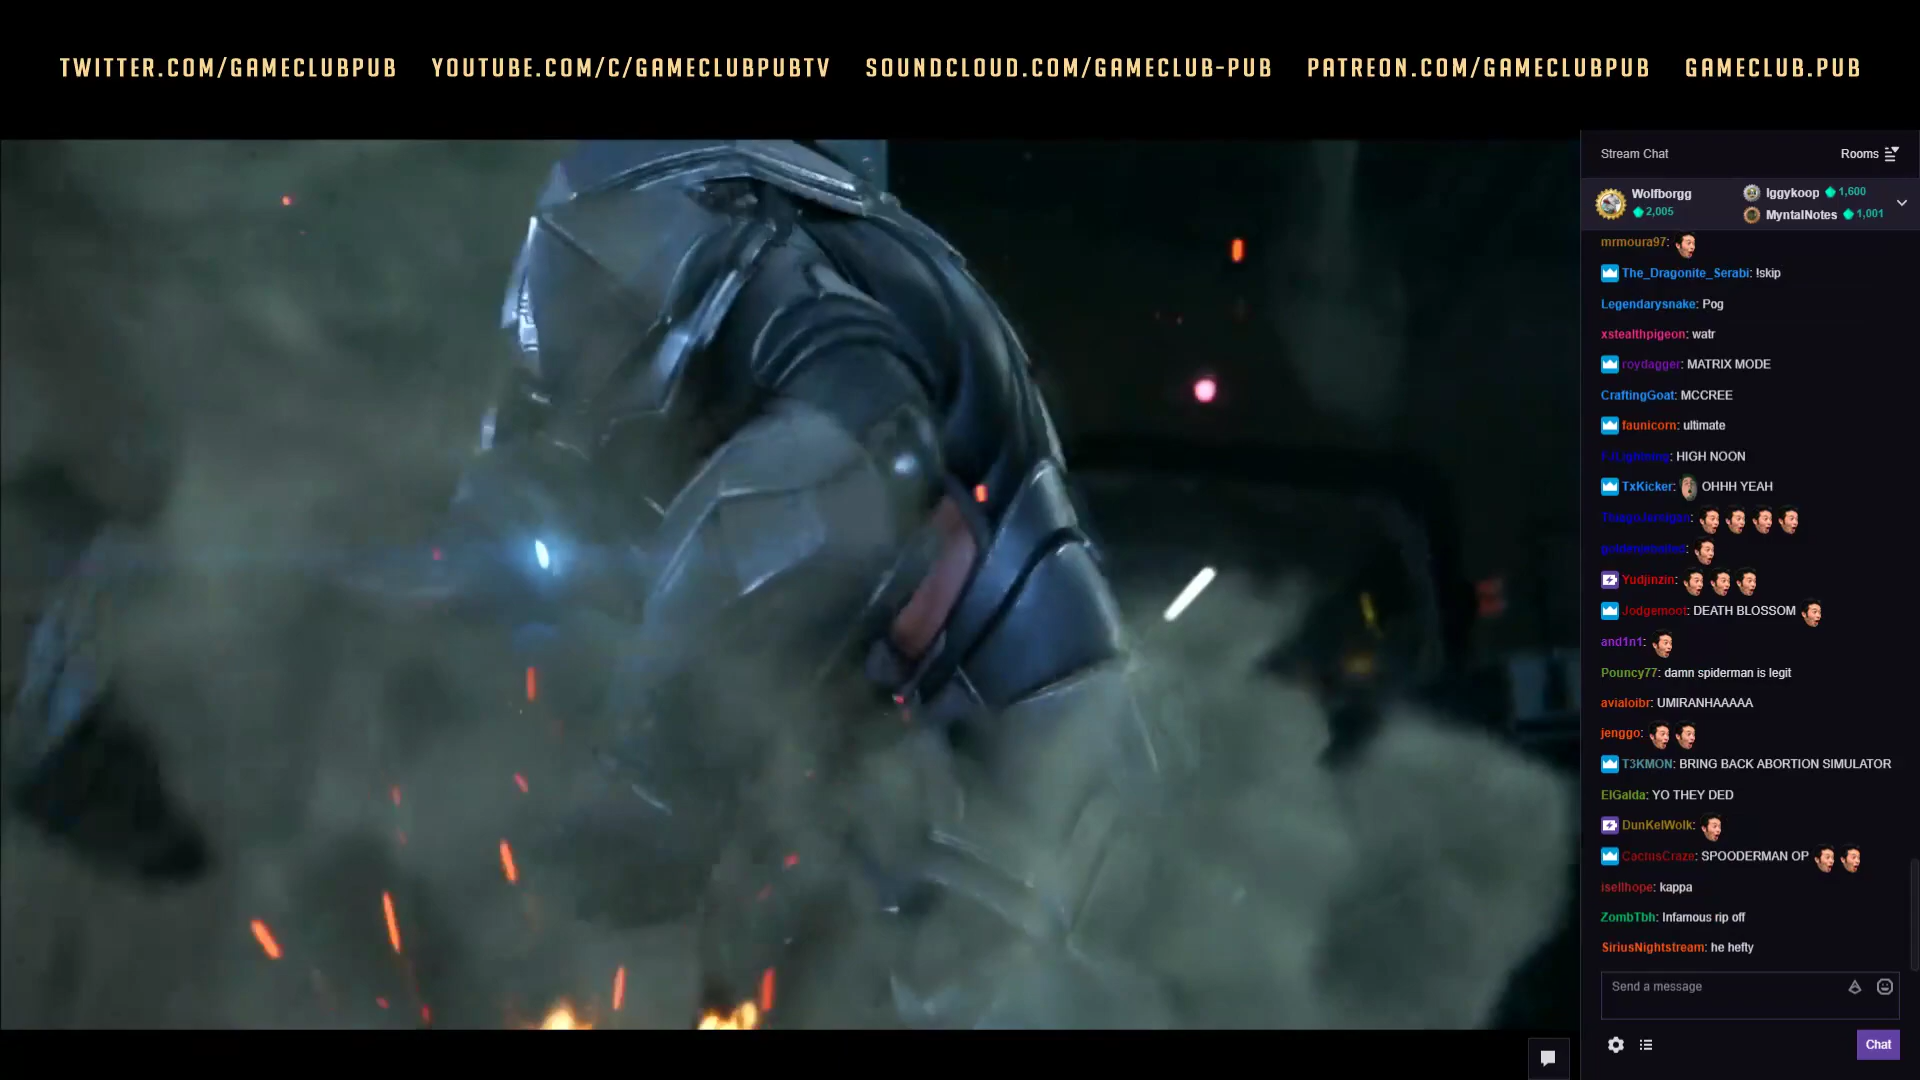 TWITTER.COM/GAMECLUBPUB YOUTUBE.COM/C/GAMECLUBPUBTV SOUNDCLOUD.COM/GAMECLUB-PUB PATREON.COM/GAMECLUBPUB GAMECLUB.PUB
Stream Chat Rooms
Wolfborgg 2,005
Iggykoop 1,600
MyntalNotes 1,001
mrmoura97:
The_Dragonite_Serabi: !skip
Legendarysnake: Pog
xstealthpigeon: watr
roydagger: MATRIX MODE
CraftingGoat: MCCREE
faunicorn: ultimate
HIGH NOON
TxKicker: OHHH YEAH
Yudjinzin:
Jodgemoot: DEATH BLOSSOM
and1n1:
Pouncy77: damn spiderman is legit
avialoibr: UMIRANHAAAAA
jenggo:
T3KMON: BRING BACK ABORTION SIMULATOR
ElGalda: YO THEY DED
DunKelWolk:
CactusCraze: SPOODERMAN OP
isellhope: kappa
ZombTbh: Infamous rip off
SiriusNightstream: he hefty
Send a message
Chat